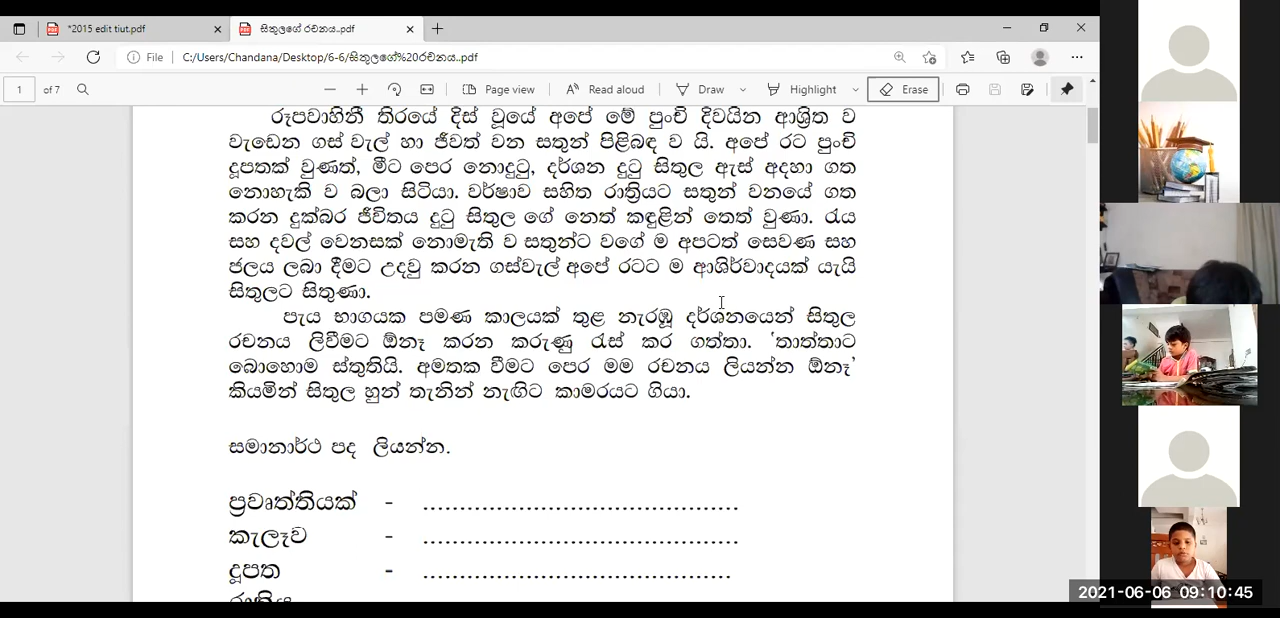 *2015 edit tiut.pdf
සිතුලගේ රචනය..pdf
File C:/Users/Chandana/Desktop/6-6/සිතුලගේ%20රචනය..pdf
1 of 7 Page view Read aloud Draw Highlight Erase
රූපවාහිනී තිරයේ දිස් වූයේ අපේ මේ පුංචි දිවයින ආශ්‍රිත ව
වැඩෙන ගස් වැල් හා ජීවත් වන සතුන් පිළිබඳ ව යි. අපේ රට පුංචි
දූපතක් වුණත්, මීට පෙර නොදුටු, දර්ශන දුටු සිතුල ඇස් අදහා ගත
නොහැකි ව බලා සිටියා. වර්ෂාව සහිත රාත්‍රියට සතුන් වනයේ ගත
කරන දුක්බර ජීවිතය දුටු සිතුල ගේ නෙත් කඳුළින් තෙත් වුණා. රැය
සහ දවල් වෙනසක් නොමැති ව සතුන්ට වගේ ම අපටත් සෙවණ සහ
ජලය ලබා දීමට උදවු කරන ගස්වැල් අපේ රටට ම ආශිර්වාදයක් යැයි
සිතුලට සිතුණා.
පැය භාගයක පමණ කාලයක් තුළ නැරඹූ දර්ශනයෙන් සිතුල
රචනය ලිවීමට ඕනෑ කරන කරුණු රැස් කර ගත්තා. ‘තාත්තාට
බොහොම ස්තුතියි. අමතක වීමට පෙර මම රචනය ලියන්න ඕනෑ’
කියමින් සිතුල හුන් තැනින් නැඟිට කාමරයට ගියා.
සමානාර්ථ පද ලියන්න.
ප්‍රවෘත්තියක් - ..........................................
කැලෑව - ..........................................
දූපත - .........................................
රාත්‍රිය
2021-06-06 09:10:45